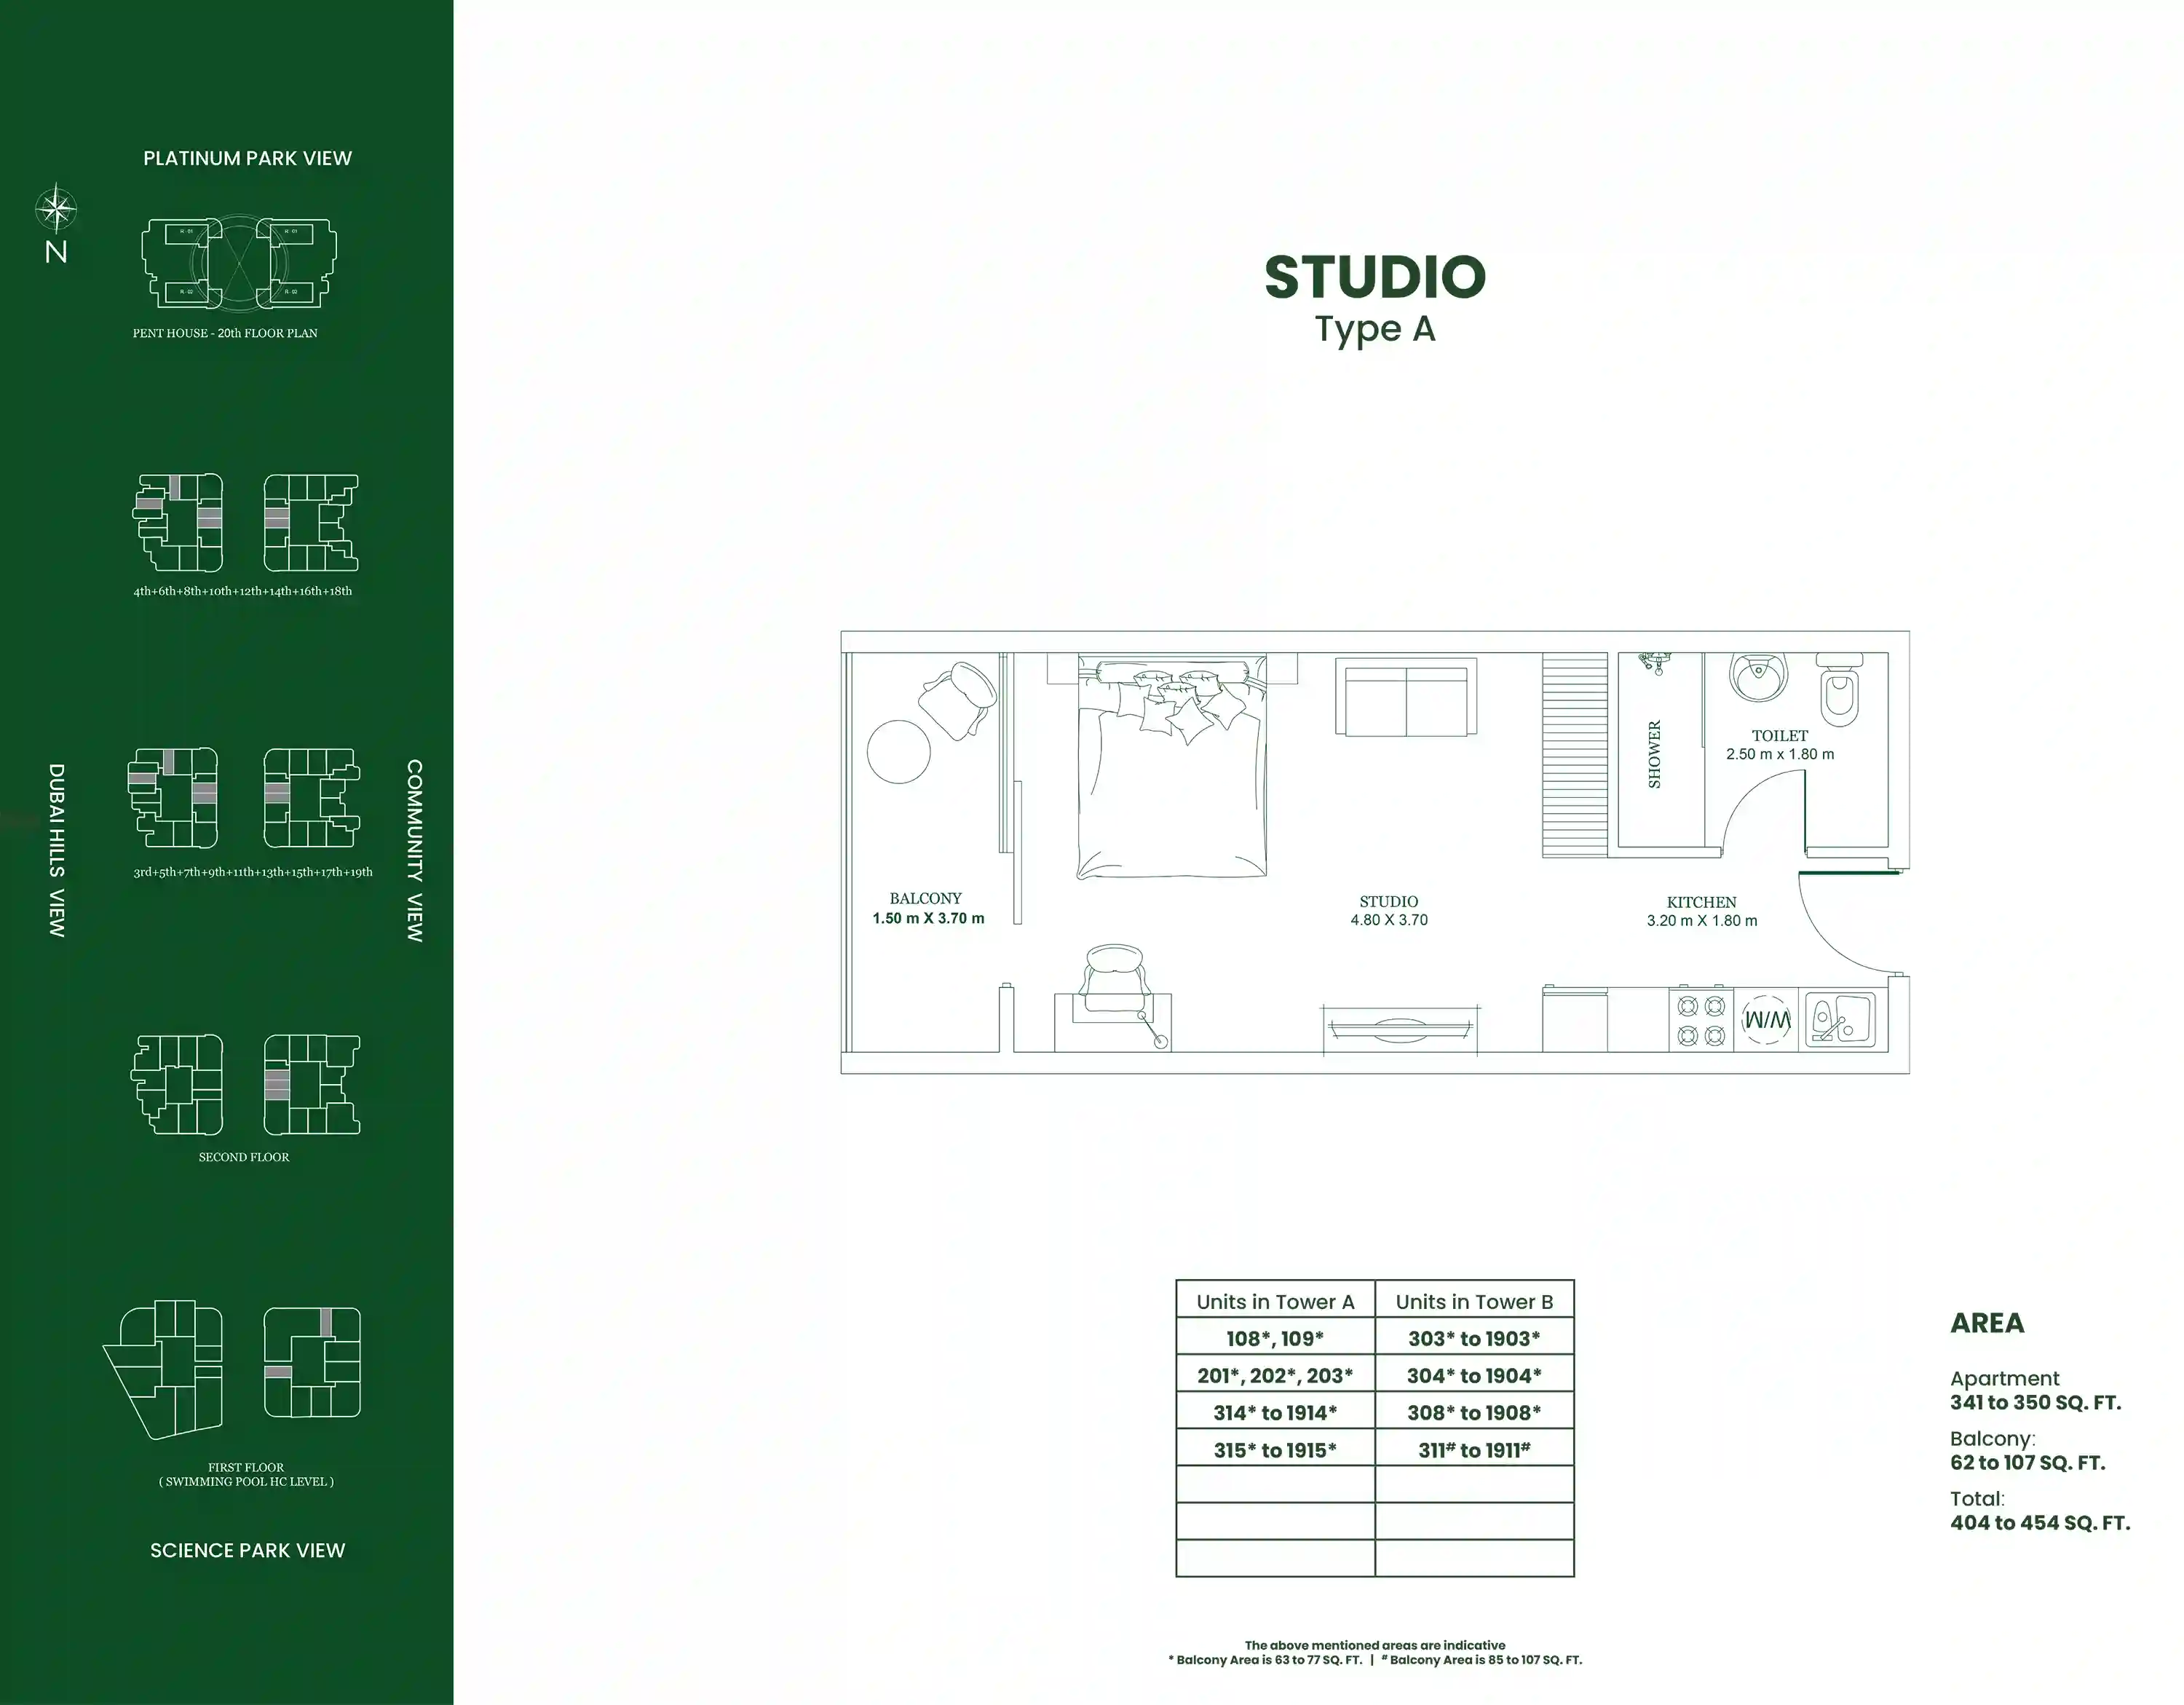 PLATINUM PARK VIEW
N
R - 01
R - 01
R - 02
R - 02
PENT HOUSE - 20th FLOOR PLAN
4th+6th+8th+10th+12th+14th+16th+18th
DUBAI HILLS VIEW
COMMUNITY VIEW
3rd+5th+7th+9th+11th+13th+15th+17th+19th
SECOND FLOOR
FIRST FLOOR
( SWIMMING POOL HC LEVEL )
SCIENCE PARK VIEW
STUDIO
Type A
SHOWER
TOILET
2.50 m x 1.80 m
BALCONY
1.50 m X 3.70 m
STUDIO
4.80 X 3.70
KITCHEN
3.20 m X 1.80 m
W/M
Units in Tower A Units in Tower B
108*, 109* 303* to 1903*
201*, 202*, 203* 304* to 1904*
314* to 1914* 308* to 1908*
315* to 1915* 311# to 1911#
AREA
Apartment
341 to 350 SQ. FT.
Balcony:
62 to 107 SQ. FT.
Total:
404 to 454 SQ. FT.
The above mentioned areas are indicative
* Balcony Area is 63 to 77 SQ. FT. | # Balcony Area is 85 to 107 SQ. FT.